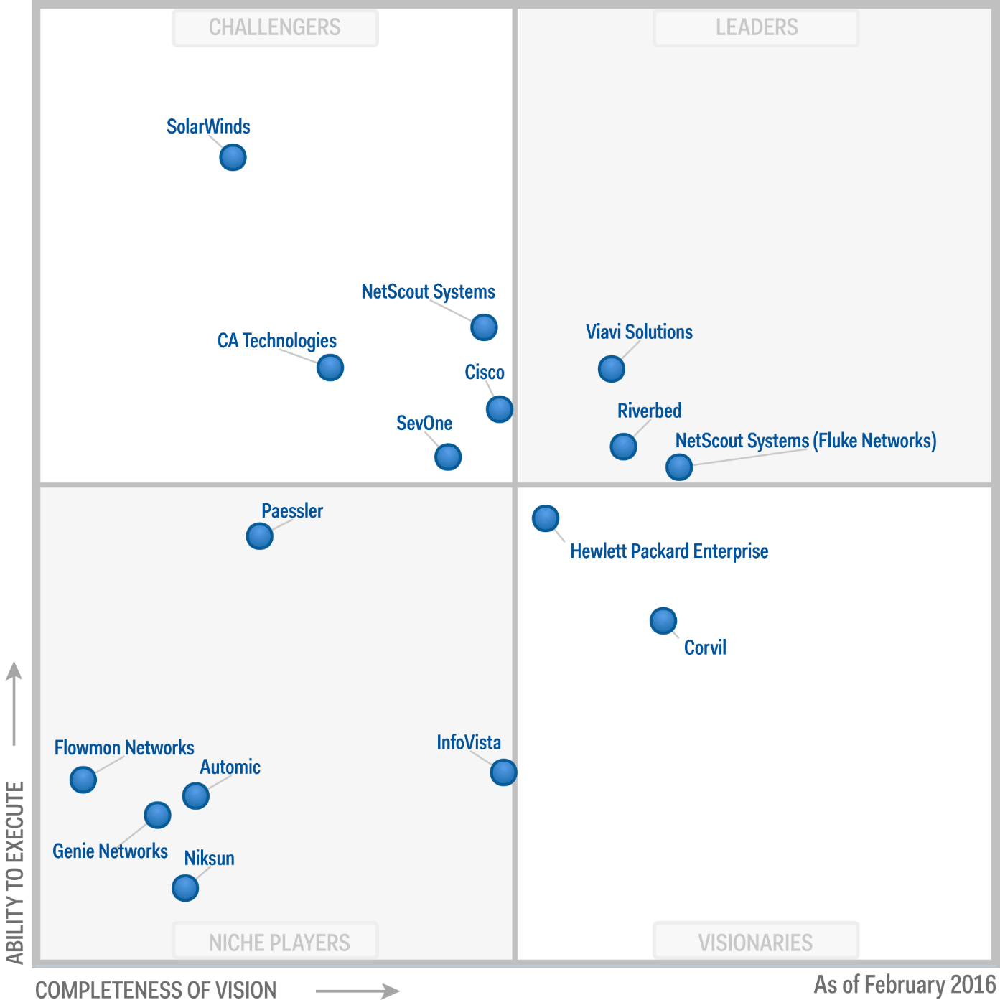 CHALLENGERS
LEADERS
SolarWinds
NetScout Systems
CA Technologies
Viavi Solutions
Cisco
Riverbed
SevOne
NetScout Systems (Fluke Networks)
Paessler
Hewlett Packard Enterprise
Corvil
InfoVista
Flowmon Networks
Automic
Genie Networks
Niksun
NICHE PLAYERS
VISIONARIES
ABILITY TO EXECUTE
COMPLETENESS OF VISION
As of February 2016